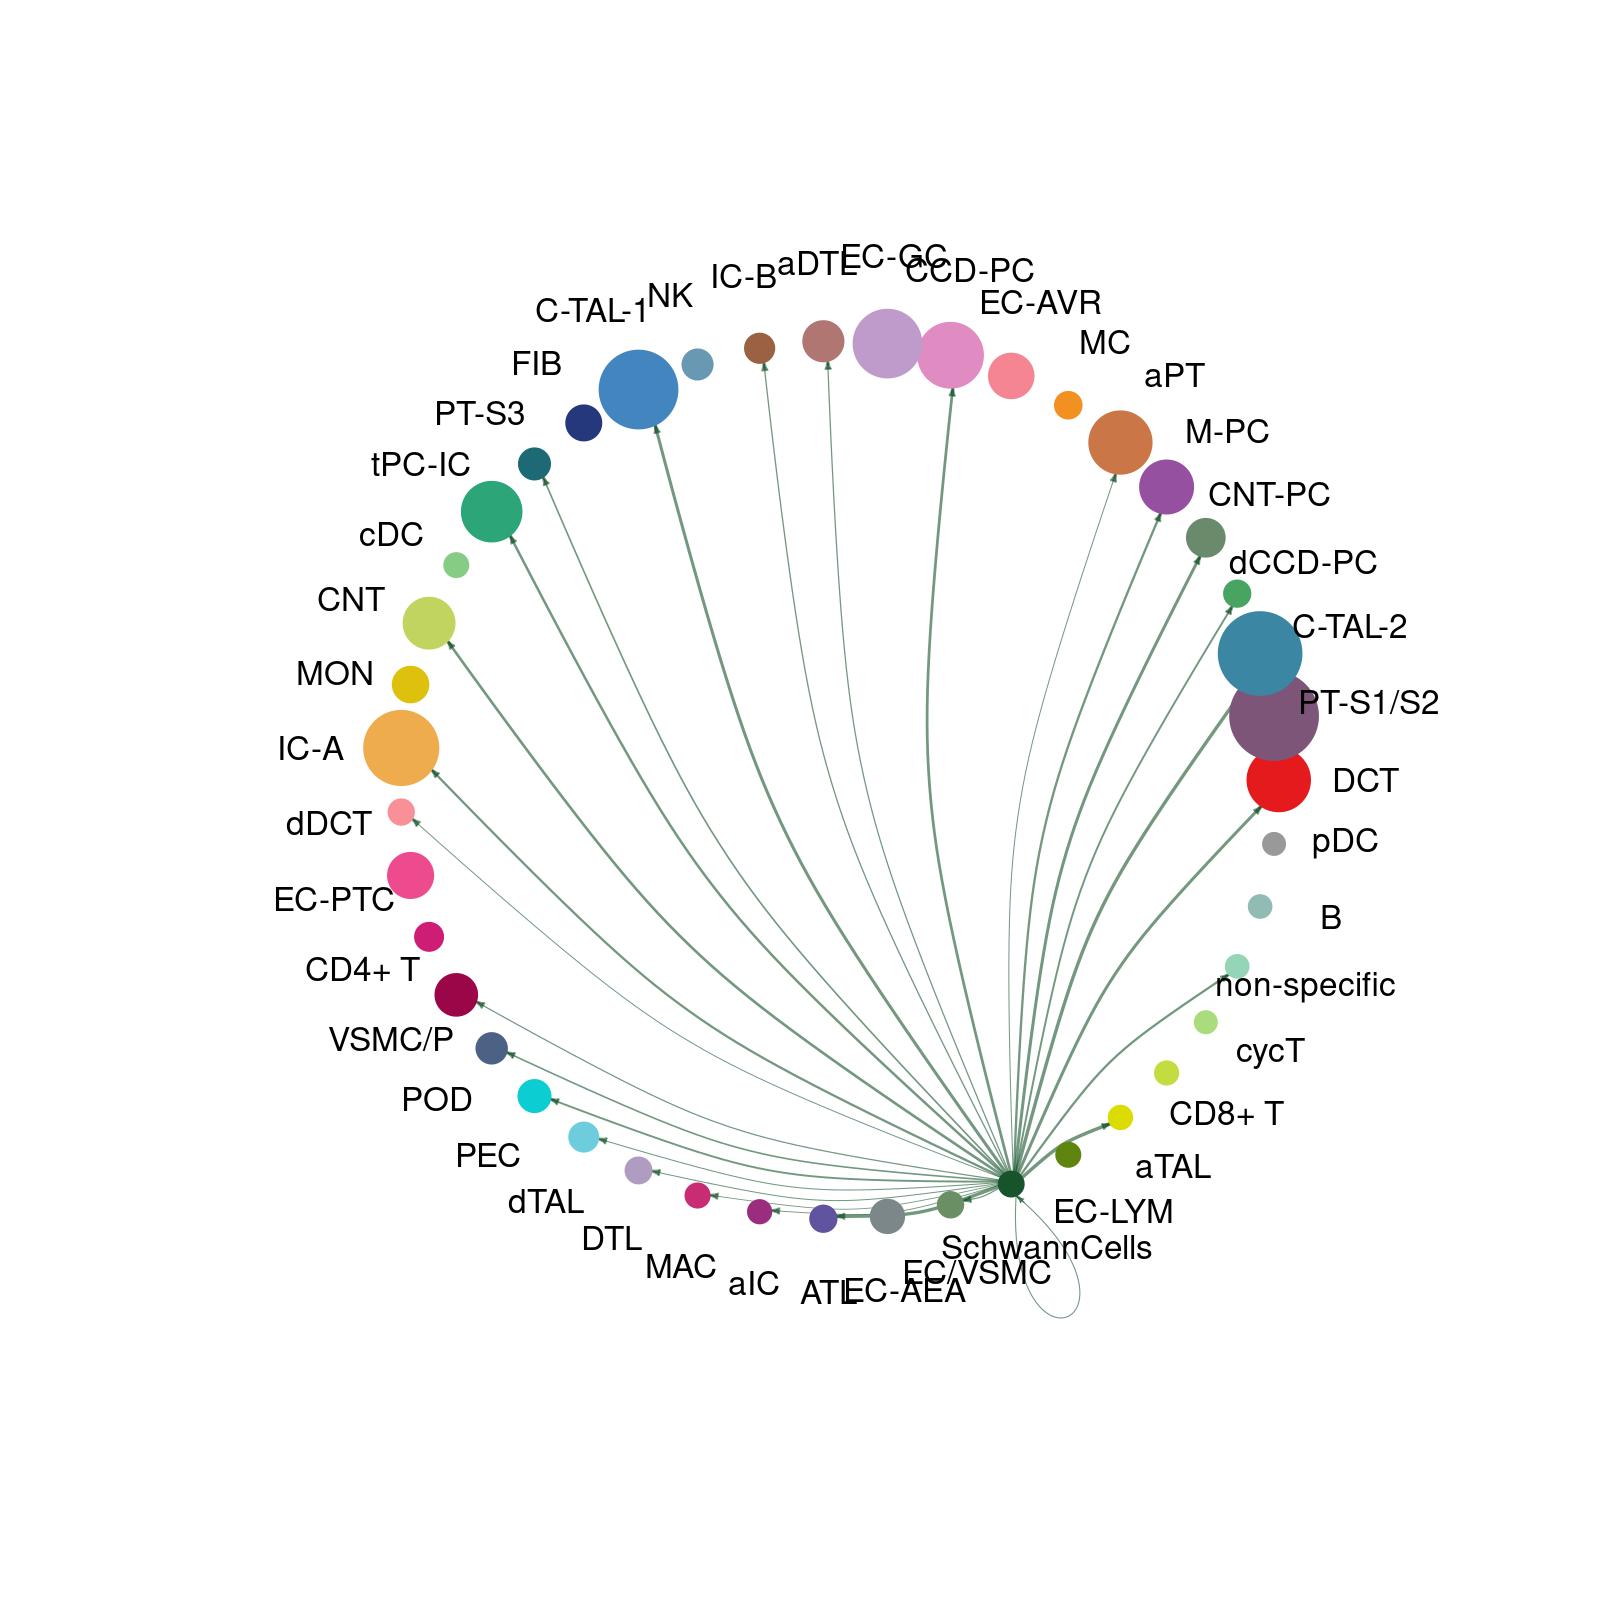 EC-GC
aDTL
CCD-PC
IC-B
NK
EC-AVR
C-TAL-1
MC
FIB
aPT
PT-S3
M-PC
tPC-IC
CNT-PC
cDC
dCCD-PC
CNT
C-TAL-2
MON
PT-S1/S2
IC-A
DCT
dDCT
pDC
EC-PTC
B
CD4+ T
non-specific
VSMC/P
cycT
POD
CD8+ T
PEC
aTAL
dTAL
EC-LYM
DTL
SchwannCells
MAC
EC/VSMC
aIC
ATL
EC-AEA